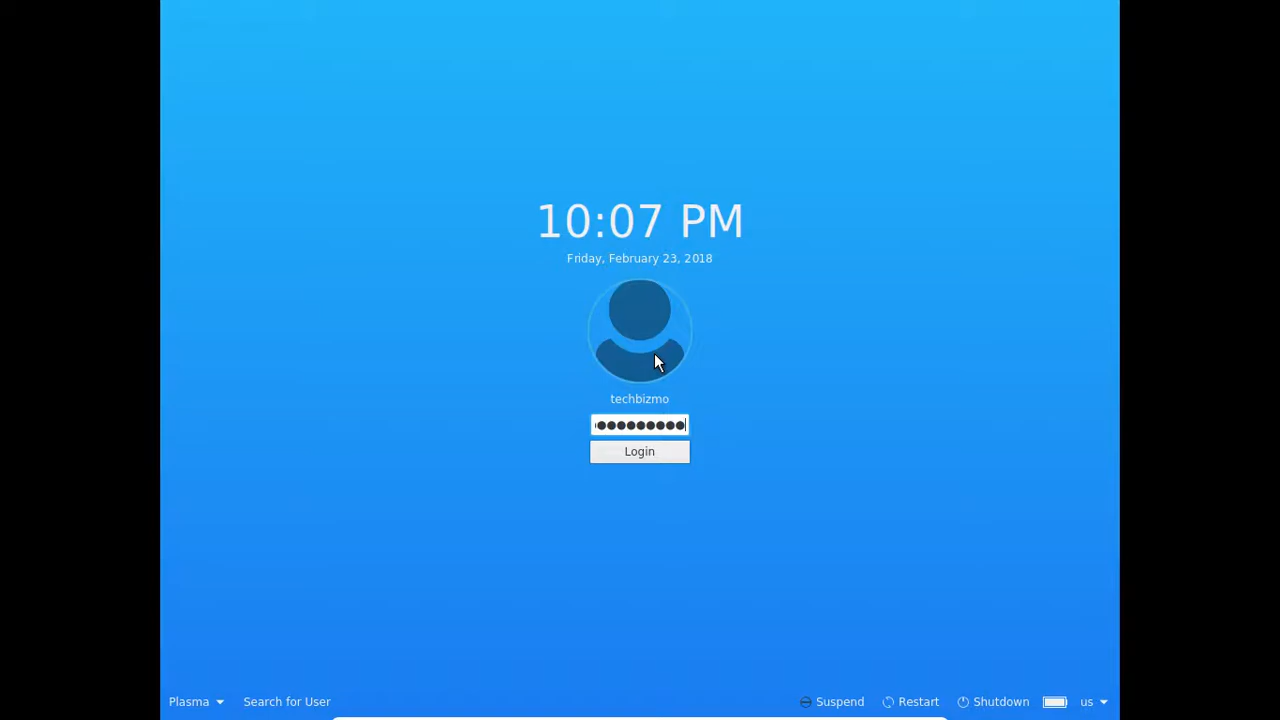 10:07 PM
Friday, February 23, 2018
techbizmo
Login
Plasma
Search for User
Suspend
Restart
Shutdown
us